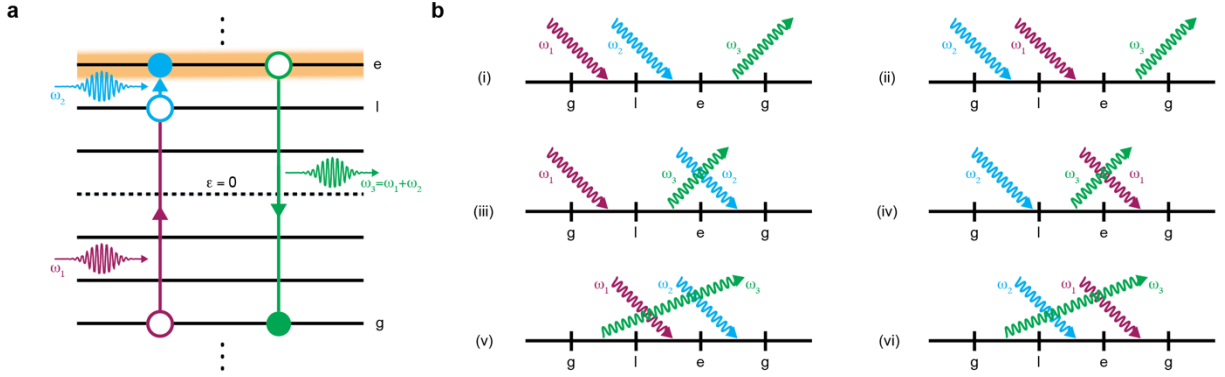 a
e
ω2
l
ε = 0
ω3=ω1+ω2
ω1
g
b
(i)
ω1
ω2
ω3
g
l
e
g
(ii)
ω2
ω1
ω3
g
l
e
g
(iii)
ω1
ω3
ω2
g
l
e
g
(iv)
ω2
ω3
ω1
g
l
e
g
(v)
ω1
ω2
ω3
g
l
e
g
(vi)
ω2
ω1
ω3
g
l
e
g